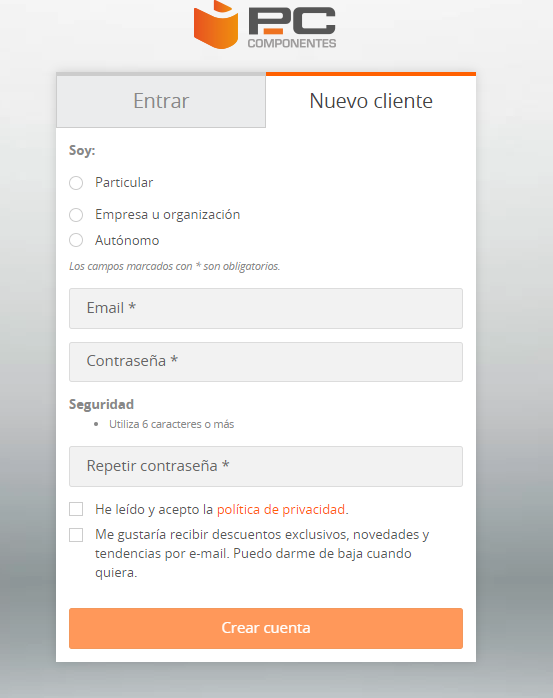 PC
COMPONENTES
Entrar
Nuevo cliente
Soy:
Particular
Empresa u organización
Autónomo
Los campos marcados con * son obligatorios.
Email *
Contraseña *
Seguridad
• Utiliza 6 caracteres o más
Repetir contraseña *
He leído y acepto la política de privacidad.
Me gustaría recibir descuentos exclusivos, novedades y
tendencias por e-mail. Puedo darme de baja cuando
quiera.
Crear cuenta